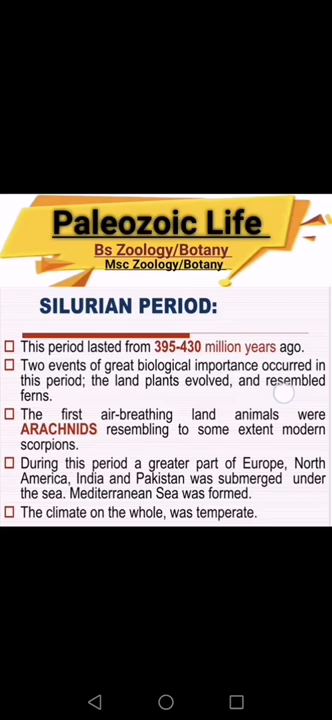 Paleozoic Life
Bs Zoology/Botany
Msc Zoology/Botany
SILURIAN PERIOD:
This period lasted from 395-430 million years ago.
Two events of great biological importance occurred in
this period; the land plants evolved, and resembled
ferns.
The first air-breathing land animals were
ARACHNIDS resembling to some extent modern
scorpions.
During this period a greater part of Europe, North
America, India and Pakistan was submerged under
the sea. Mediterranean Sea was formed.
The climate on the whole, was temperate.